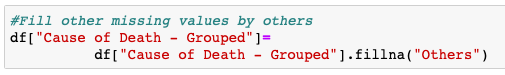 #Fill other missing values by others
df["Cause of Death - Grouped"]=
df["Cause of Death - Grouped"].fillna("Others")